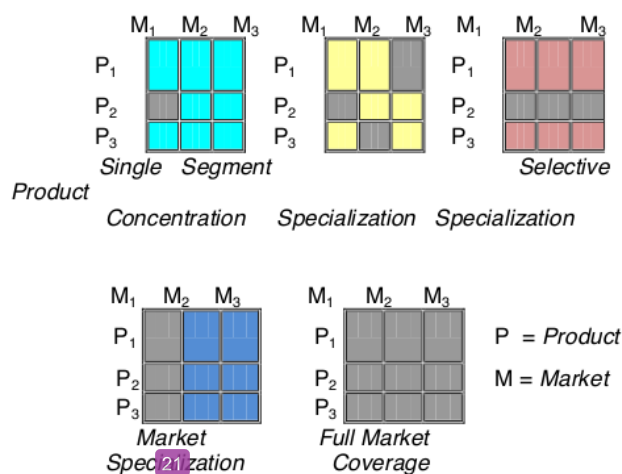 M1 M2 M3 M1 M2 M3 M1 M2 M3
P1 P1 P1
P2 P2 P2
P3 P3 P3
Single Segment Selective
Product
Concentration Specialization Specialization
M1 M2 M3 M1 M2 M3
P1 P1 P = Product
P2 P2 M = Market
P3 P3
Market Full Market
Specialization Coverage
21